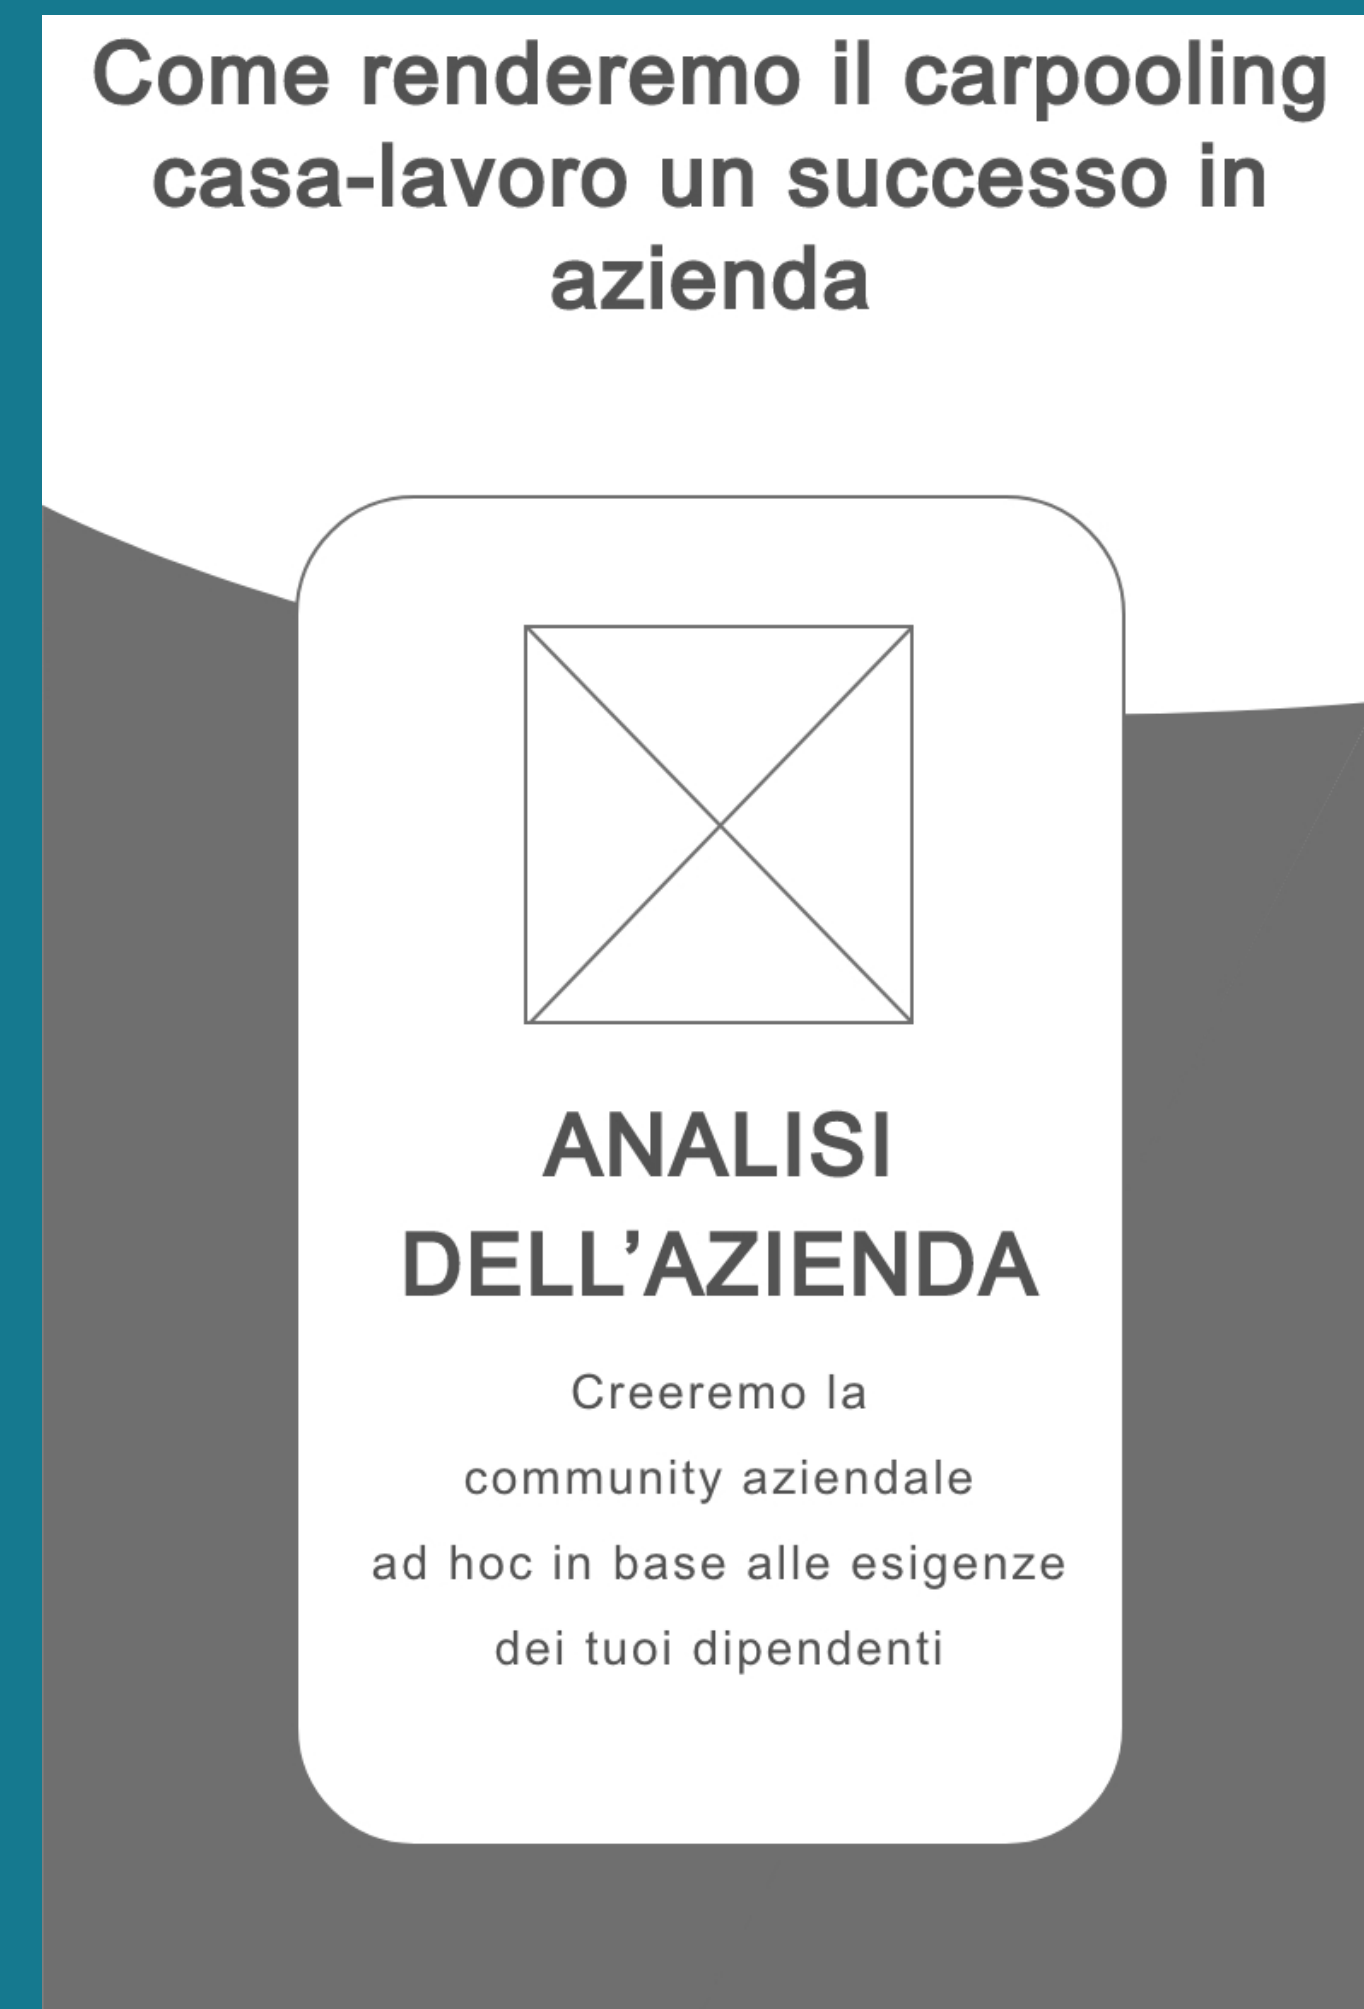 Come renderemo il carpooling
casa-lavoro un successo in
azienda
ANALISI
DELL’AZIENDA
Creeremo la
community aziendale
ad hoc in base alle esigenze
dei tuoi dipendenti